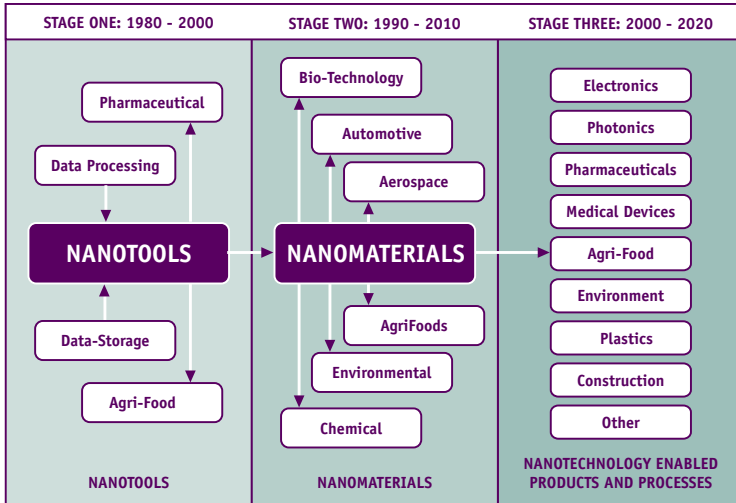 STAGE ONE: 1980 - 2000
STAGE TWO: 1990 - 2010
STAGE THREE: 2000 - 2020
Pharmaceutical
Data Processing
NANOTOOLS
Data-Storage
Agri-Food
NANOTOOLS
Bio-Technology
Automotive
Aerospace
NANOMATERIALS
AgriFoods
Environmental
Chemical
NANOMATERIALS
Electronics
Photonics
Pharmaceuticals
Medical Devices
Agri-Food
Environment
Plastics
Construction
Other
NANOTECHNOLOGY ENABLED
PRODUCTS AND PROCESSES